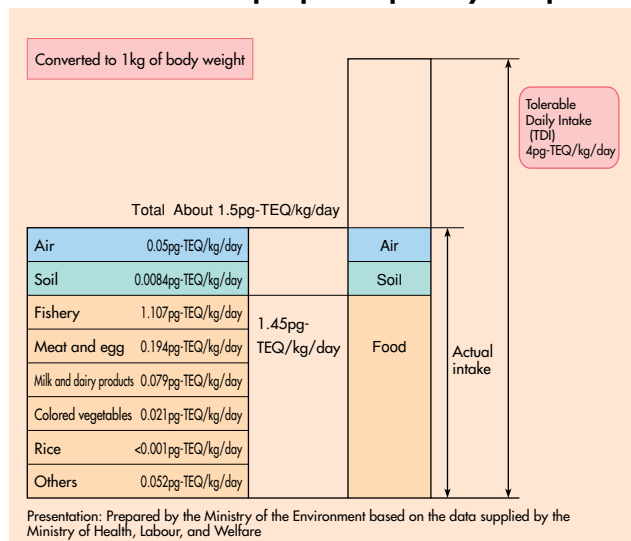 Converted to 1kg of body weight
Tolerable
Daily Intake
(TDI)
4pg-TEQ/kg/day
Total About 1.5pg-TEQ/kg/day
Air 0.05pg-TEQ/kg/day Air
Soil 0.0084pg-TEQ/kg/day Soil
Fishery 1.107pg-TEQ/kg/day
Meat and egg 0.194pg-TEQ/kg/day
Milk and dairy products 0.079pg-TEQ/kg/day
Colored vegetables 0.021pg-TEQ/kg/day
Rice <0.001pg-TEQ/kg/day
Others 0.052pg-TEQ/kg/day
1.45pg-
TEQ/kg/day
Food
Actual
intake
Presentation: Prepared by the Ministry of the Environment based on the data supplied by the
Ministry of Health, Labour, and Welfare